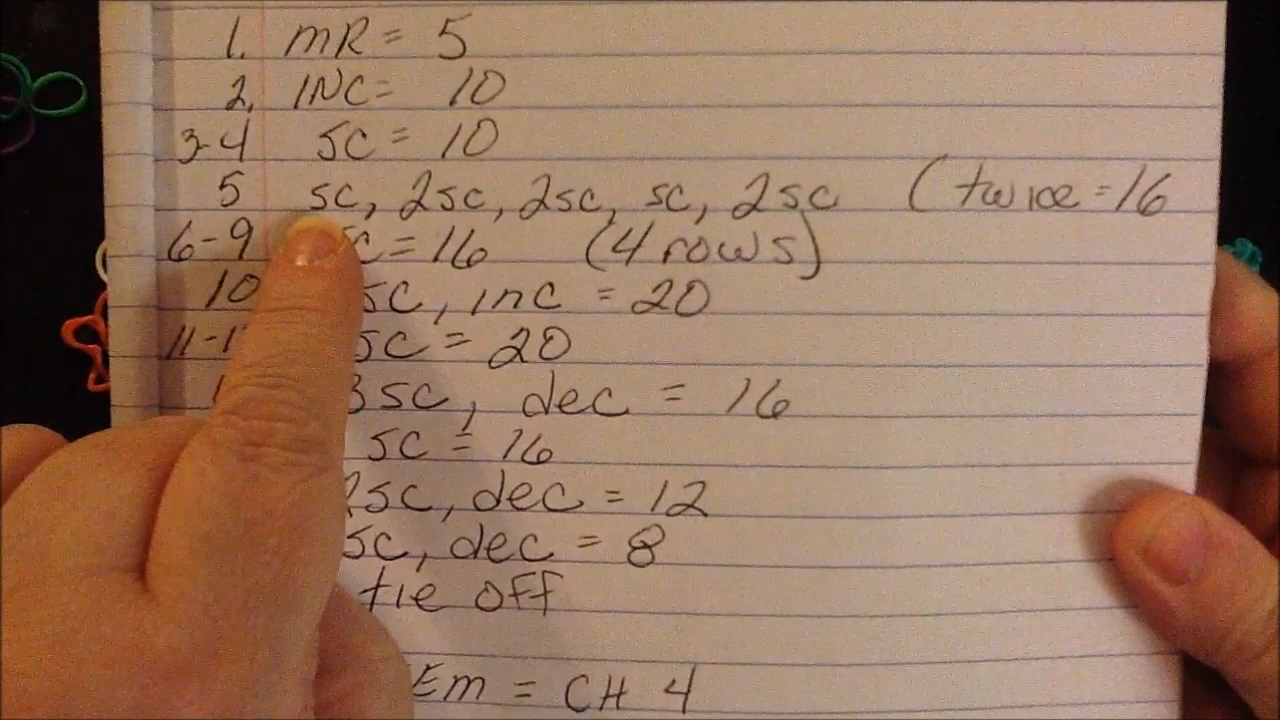 1. MR = 5
2. INC = 10
3-4 SC = 10
5 SC, 2SC, 2SC, SC, 2SC (twice = 16
6-9 SC = 16 (4 rows)
10 SC, inc = 20
SC = 20
3SC, dec = 16
SC = 16
2SC, dec = 12
SC, dec = 8
tie off
= CH 4